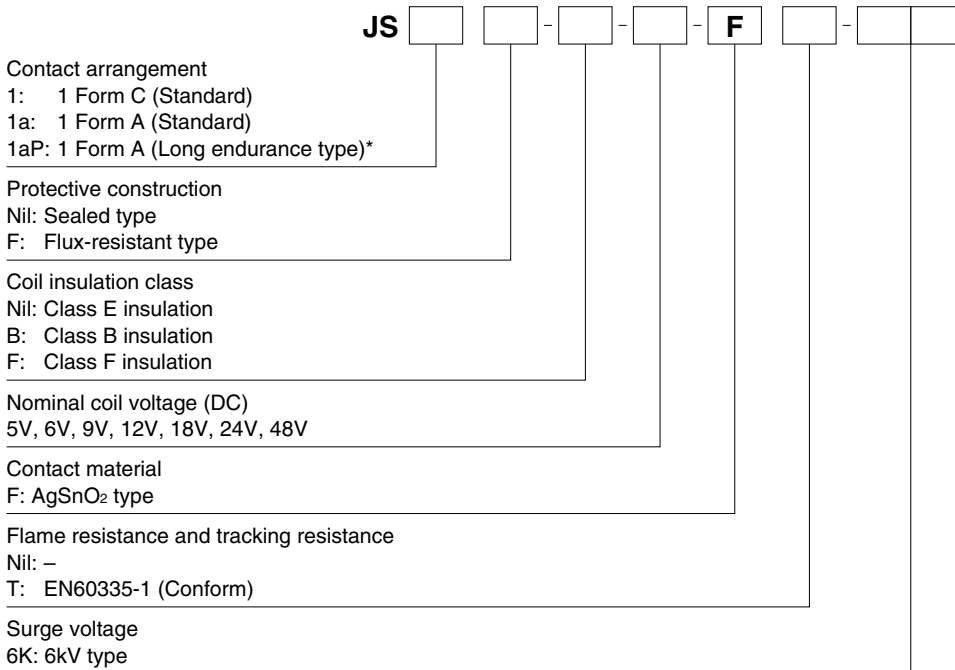 JS - - - F -
Contact arrangement
1: 1 Form C (Standard)
1a: 1 Form A (Standard)
1aP: 1 Form A (Long endurance type)*
Protective construction
Nil: Sealed type
F: Flux-resistant type
Coil insulation class
Nil: Class E insulation
B: Class B insulation
F: Class F insulation
Nominal coil voltage (DC)
5V, 6V, 9V, 12V, 18V, 24V, 48V
Contact material
F: AgSnO2 type
Flame resistance and tracking resistance
Nil: –
T: EN60335-1 (Conform)
Surge voltage
6K: 6kV type